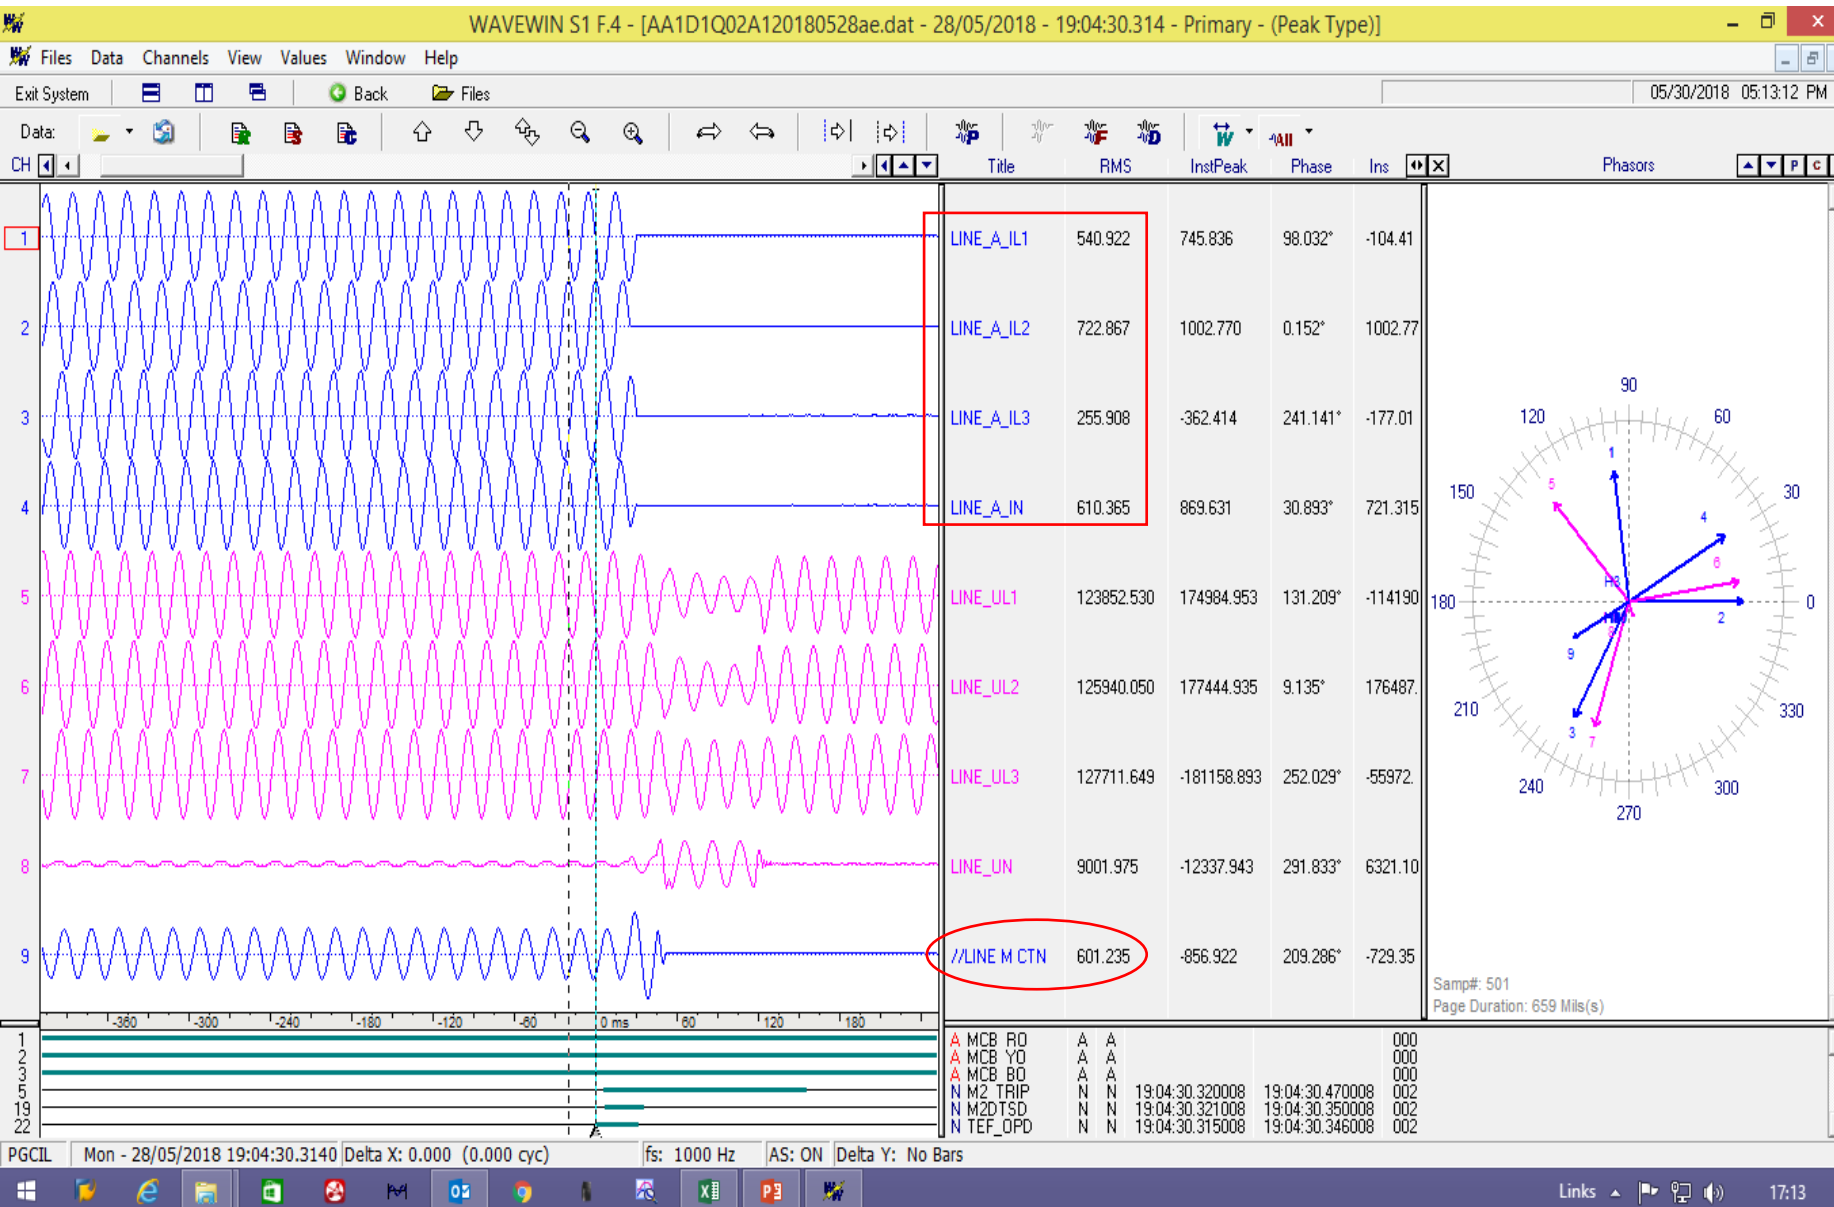 WAVEWIN S1 F.4 - [AA1D1Q02A120180528ae.dat - 28/05/2018 - 19:04:30.314 - Primary - (Peak Type)]
Files Data Channels View Values Window Help
Exit System Back Files 05/30/2018 05:13:12 PM
Data:
CH Title RMS InstPeak Phase Ins Phasors P C
1 LINE_A_IL1 540.922 745.836 98.032° -104.41
2 LINE_A_IL2 722.867 1002.770 0.152° 1002.77
3 LINE_A_IL3 255.908 -362.414 241.141° -177.01
4 LINE_A_IN 610.365 869.631 30.893° 721.315
5 LINE_UL1 123852.530 174984.953 131.209° -114190
6 LINE_UL2 125940.050 177444.935 9.135° 176487.
7 LINE_UL3 127711.649 -181158.893 252.029° -55972.
8 LINE_UN 9001.975 -12337.943 291.833° 6321.10
9 //LINE M CTN 601.235 -856.922 209.286° -729.35
90
120 60
150 30
180 0
210 330
240 300
270
1
5
4
6
2
9
3
7
Samp#: 501
Page Duration: 659 Mils(s)
-360 -300 -240 -180 -120 -60 0 ms 60 120 180
1 A MCB RO A A 000
2 A MCB YO A A 000
3 A MCB BO A A 000
5 N M2 TRIP N N 19:04:30.320008 19:04:30.470008 002
19 N M2DTSD N N 19:04:30.321008 19:04:30.350008 002
22 N TEF_OPD N N 19:04:30.315008 19:04:30.346008 002
PGCIL Mon - 28/05/2018 19:04:30.3140 Delta X: 0.000 (0.000 cyc) fs: 1000 Hz AS: ON Delta Y: No Bars
Links 17:13